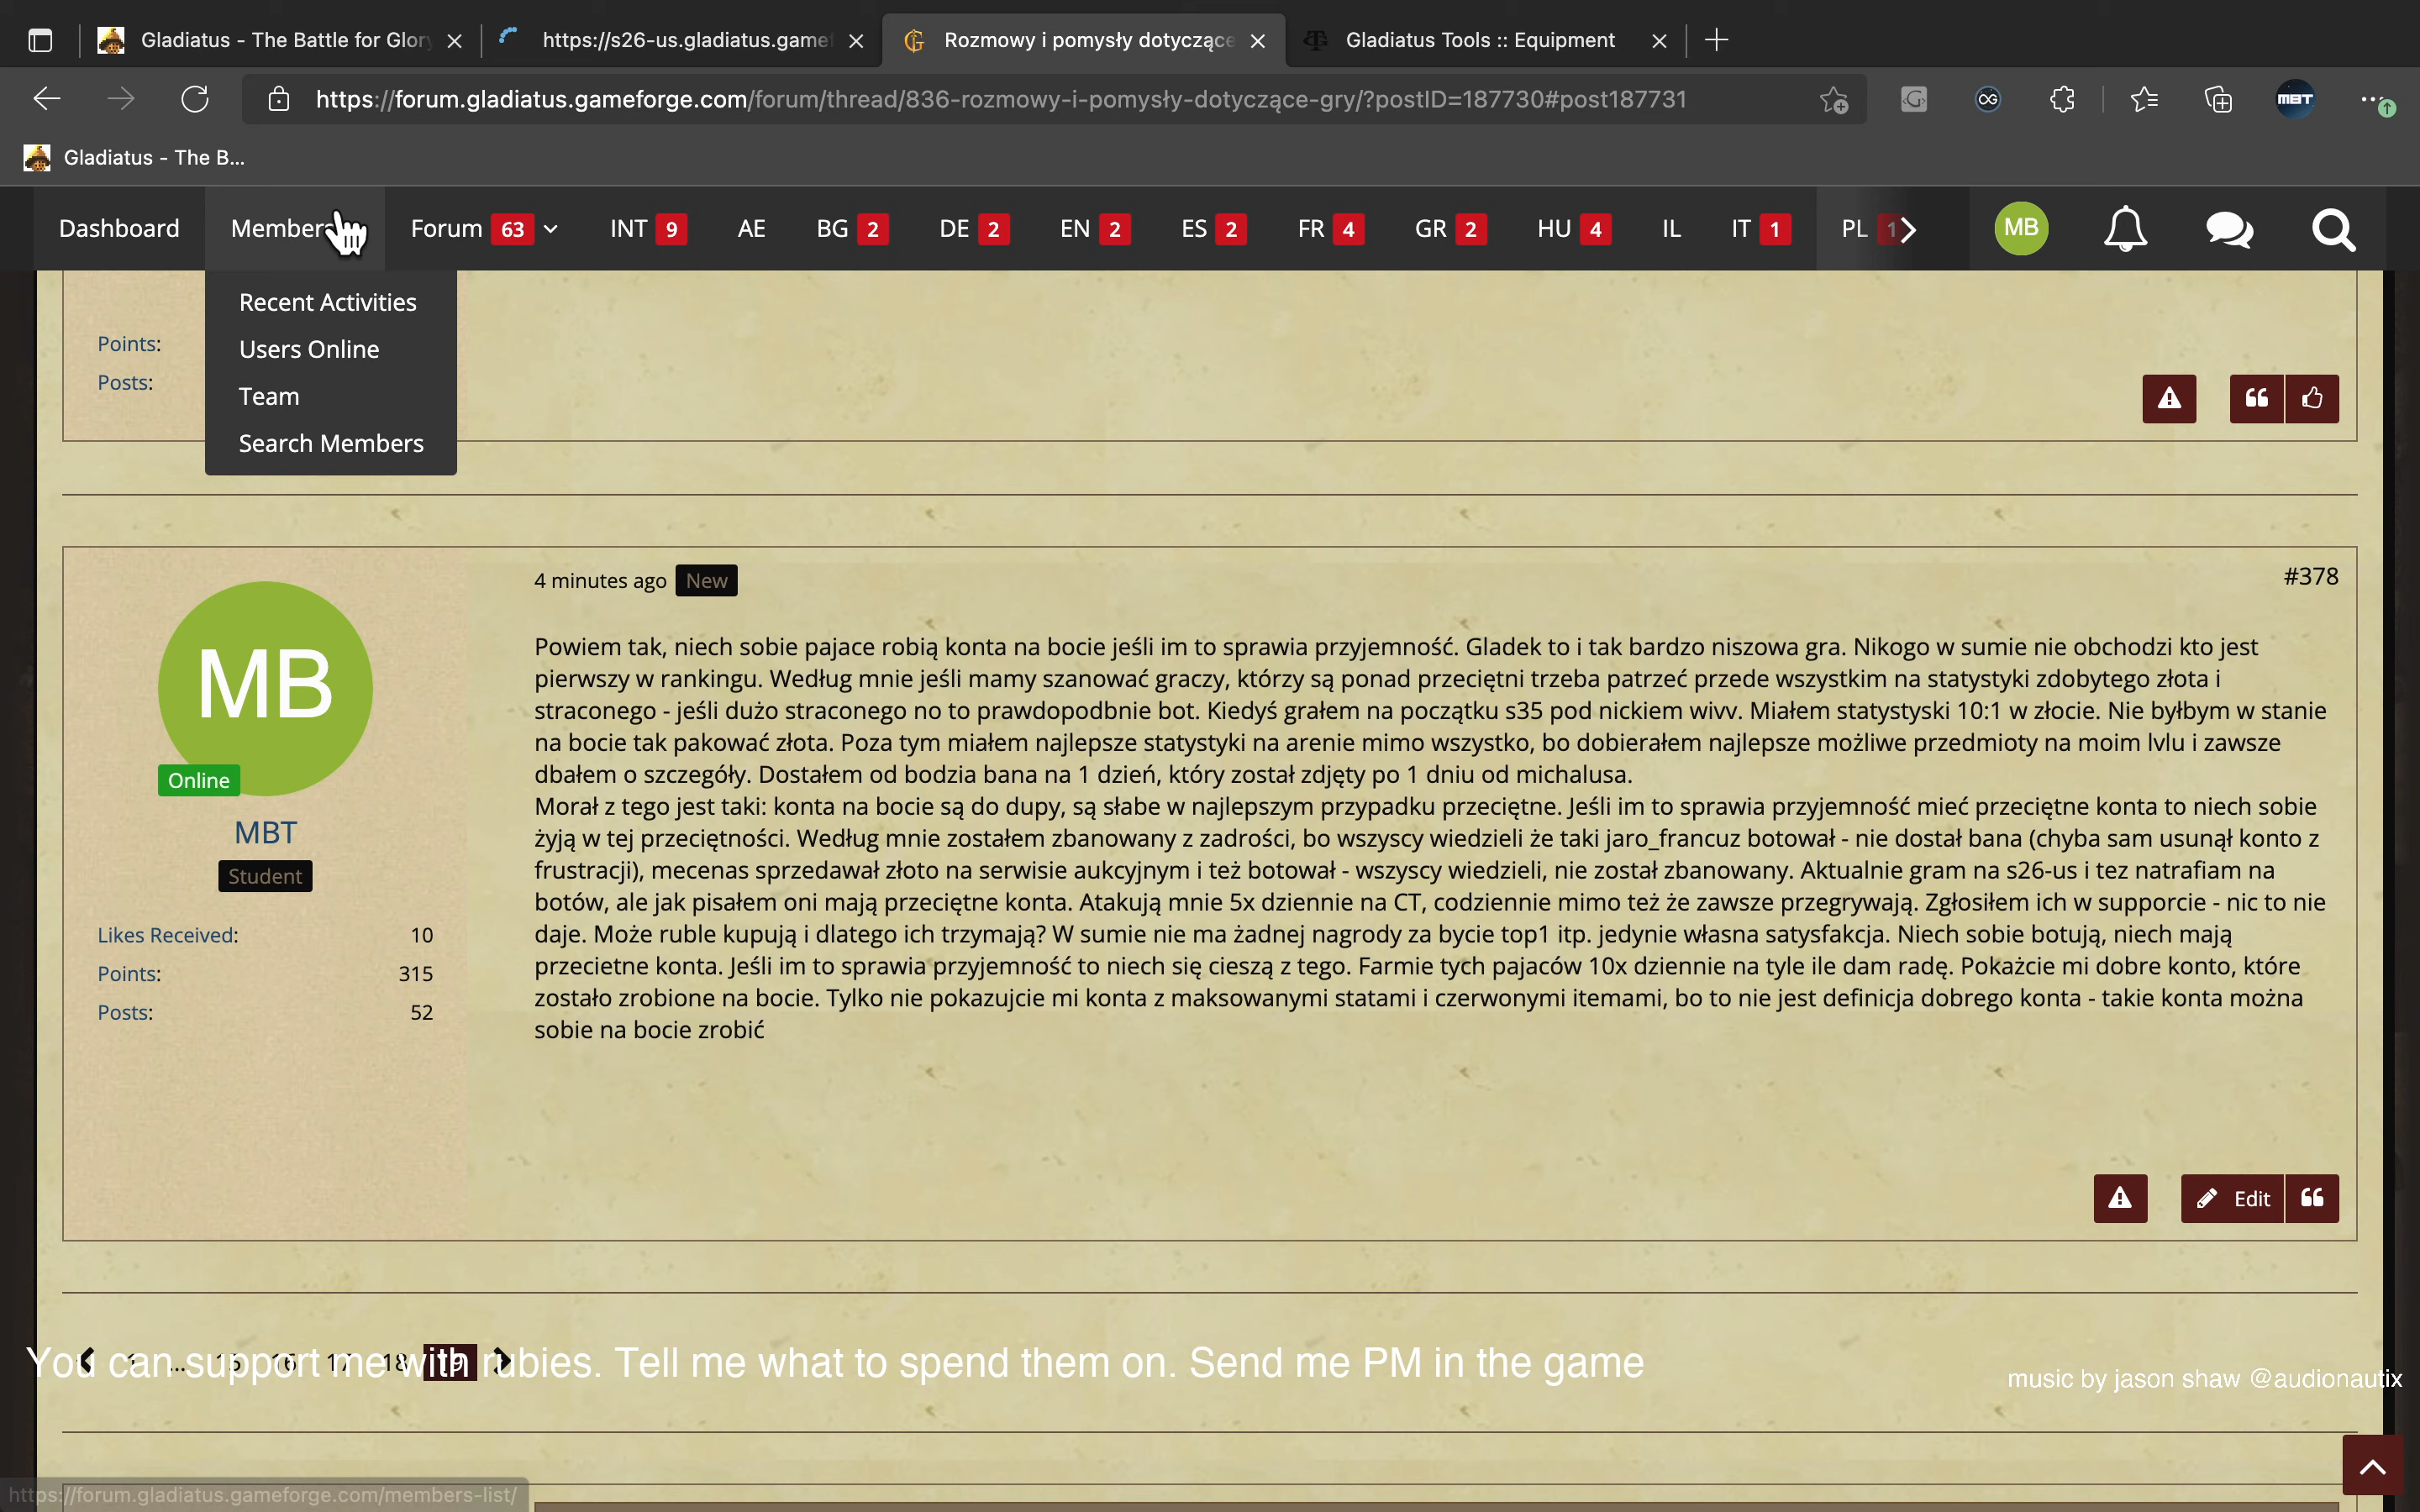 Gladiatus - The Battle for Glor
https://s26-us.gladiatus.gamef
Rozmowy i pomysły dotyczące
Gladiatus Tools :: Equipment
https://forum.gladiatus.gameforge.com/forum/thread/836-rozmowy-i-pomysły-dotyczące-gry/?postID=187730#post187731
MBT
Gladiatus - The B...
Dashboard
Member
Forum 63
INT 9
AE
BG 2
DE 2
EN 2
ES 2
FR 4
GR 2
HU 4
IL
IT 1
PL 1
MB
Recent Activities
Users Online
Team
Search Members
Points:
Posts:
4 minutes ago New
#378
MB
Online
MBT
Student
Likes Received: 10
Points: 315
Posts: 52
Powiem tak, niech sobie pajace robią konta na bocie jeśli im to sprawia przyjemność. Gladek to i tak bardzo niszowa gra. Nikogo w sumie nie obchodzi kto jest
pierwszy w rankingu. Według mnie jeśli mamy szanować graczy, którzy są ponad przeciętni trzeba patrzeć przede wszystkim na statystyki zdobytego złota i
straconego - jeśli dużo straconego no to prawdopodbnie bot. Kiedyś grałem na początku s35 pod nickiem wivv. Miałem statystyski 10:1 w złocie. Nie byłbym w stanie
na bocie tak pakować złota. Poza tym miałem najlepsze statystyki na arenie mimo wszystko, bo dobierałem najlepsze możliwe przedmioty na moim lvlu i zawsze
dbałem o szczegóły. Dostałem od bodzia bana na 1 dzień, który został zdjęty po 1 dniu od michalusa.
Morał z tego jest taki: konta na bocie są do dupy, są słabe w najlepszym przypadku przeciętne. Jeśli im to sprawia przyjemność mieć przeciętne konta to niech sobie
żyją w tej przeciętności. Według mnie zostałem zbanowany z zadrości, bo wszyscy wiedzieli że taki jaro_francuz botował - nie dostał bana (chyba sam usunął konto z
frustracji), mecenas sprzedawał złoto na serwisie aukcyjnym i też botował - wszyscy wiedzieli, nie został zbanowany. Aktualnie gram na s26-us i tez natrafiam na
botów, ale jak pisałem oni mają przeciętne konta. Atakują mnie 5x dziennie na CT, codziennie mimo też że zawsze przegrywają. Zgłosiłem ich w supporcie - nic to nie
daje. Może ruble kupują i dlatego ich trzymają? W sumie nie ma żadnej nagrody za bycie top1 itp. jedynie własna satysfakcja. Niech sobie botują, niech mają
przecietne konta. Jeśli im to sprawia przyjemność to niech się cieszą z tego. Farmie tych pajaców 10x dziennie na tyle ile dam radę. Pokażcie mi dobre konto, które
zostało zrobione na bocie. Tylko nie pokazujcie mi konta z maksowanymi statami i czerwonymi itemami, bo to nie jest definicja dobrego konta - takie konta można
sobie na bocie zrobić
Edit
1 ... 15 16 17 18 19
You can support me with rubies. Tell me what to spend them on. Send me PM in the game
music by jason shaw @audionautix
https://forum.gladiatus.gameforge.com/members-list/